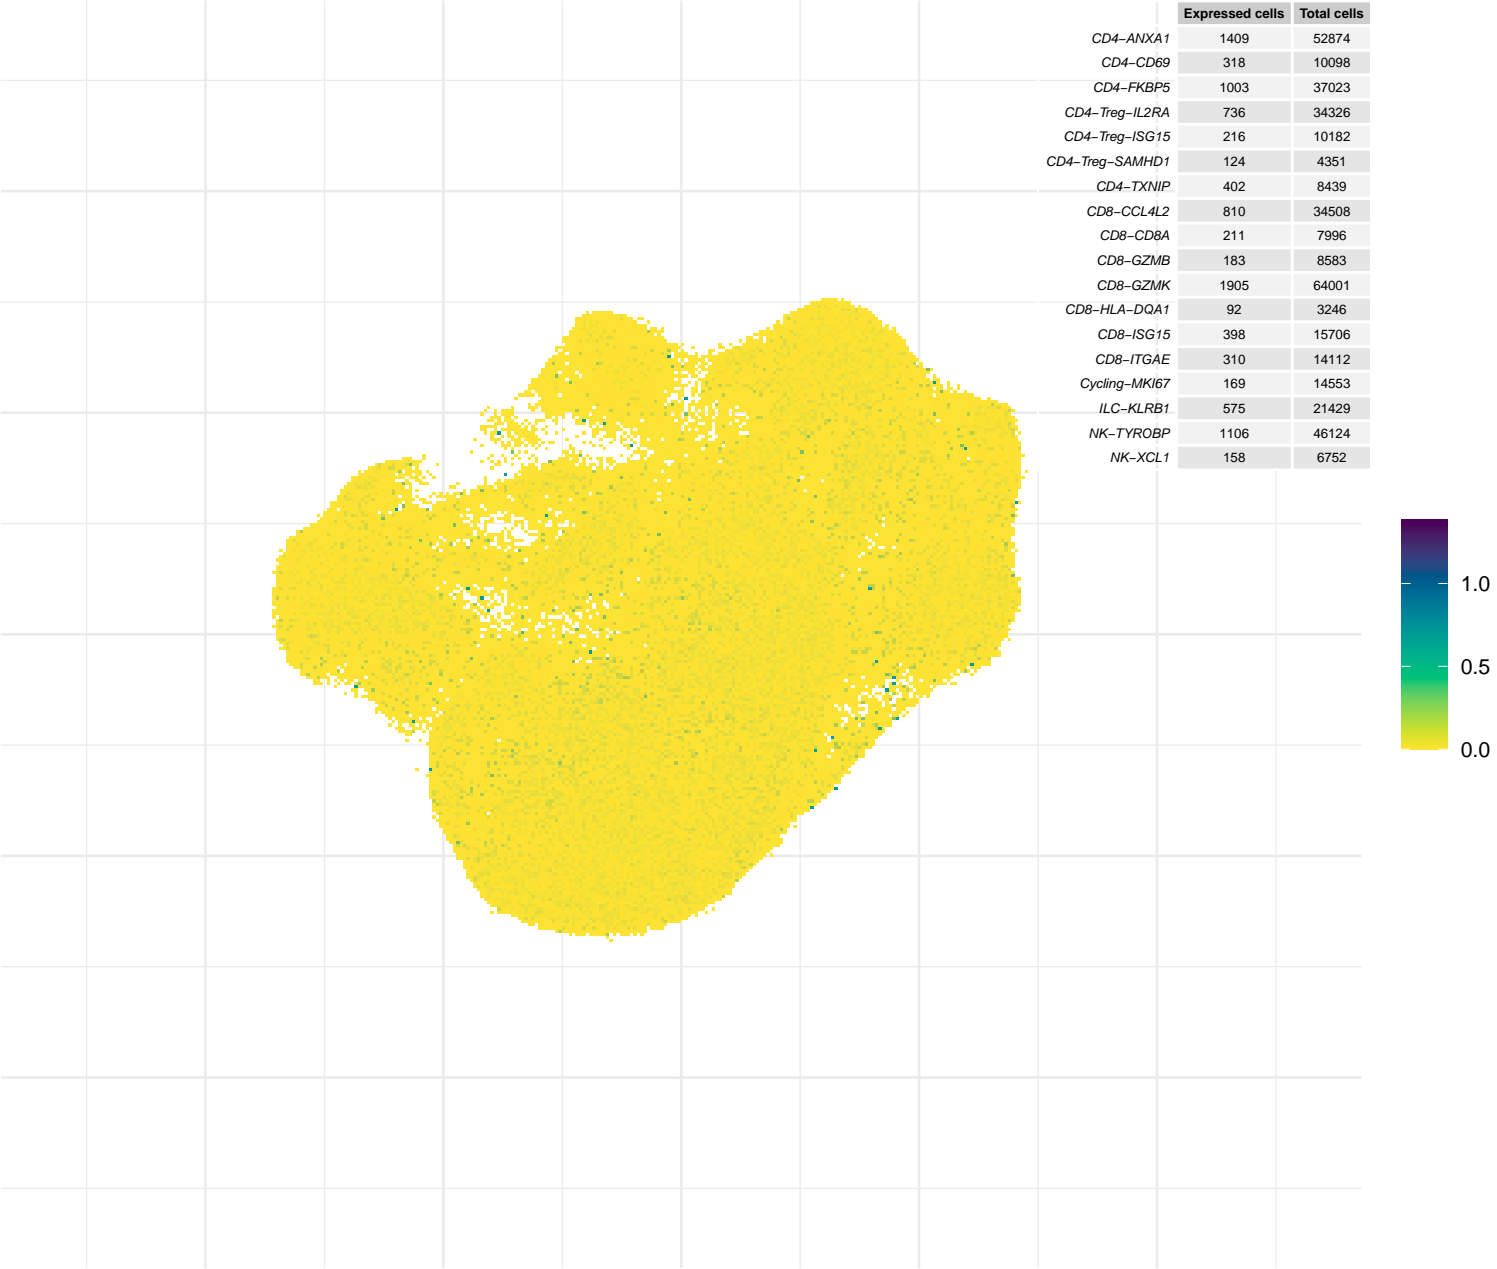 Expressed cells Total cells
CD4−ANXA1 1409 52874
CD4−CD69 318 10098
CD4−FKBP5 1003 37023
CD4−Treg−IL2RA 736 34326
CD4−Treg−ISG15 216 10182
CD4−Treg−SAMHD1 124 4351
CD4−TXNIP 402 8439
CD8−CCL4L2 810 34508
CD8−CD8A 211 7996
CD8−GZMB 183 8583
CD8−GZMK 1905 64001
CD8−HLA−DQA1 92 3246
CD8−ISG15 398 15706
CD8−ITGAE 310 14112
Cycling−MKI67 169 14553
ILC−KLRB1 575 21429
NK−TYROBP 1106 46124
NK−XCL1 158 6752
1.0
0.5
0.0